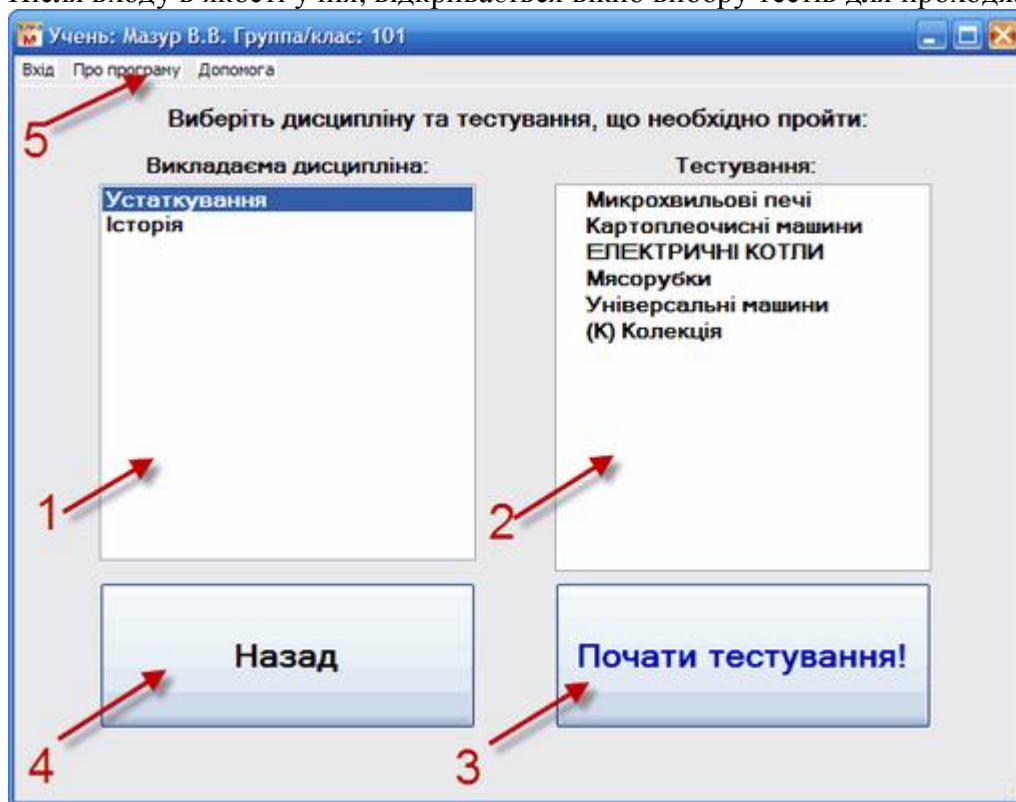 Учень: Мазур В.В. Группа/клас: 101
Вхід Про програму Допомога
5
Виберіть дисципліну та тестування, що необхідно пройти:
Викладаєма дисципліна:
Тестування:
Устаткування
Історія
Микрохвильові печі
Картоплеочисні машини
ЕЛЕКТРИЧНІ КОТЛИ
Мясорубки
Універсальні машини
(К) Колекція
1
2
Назад
Почати тестування!
4
3